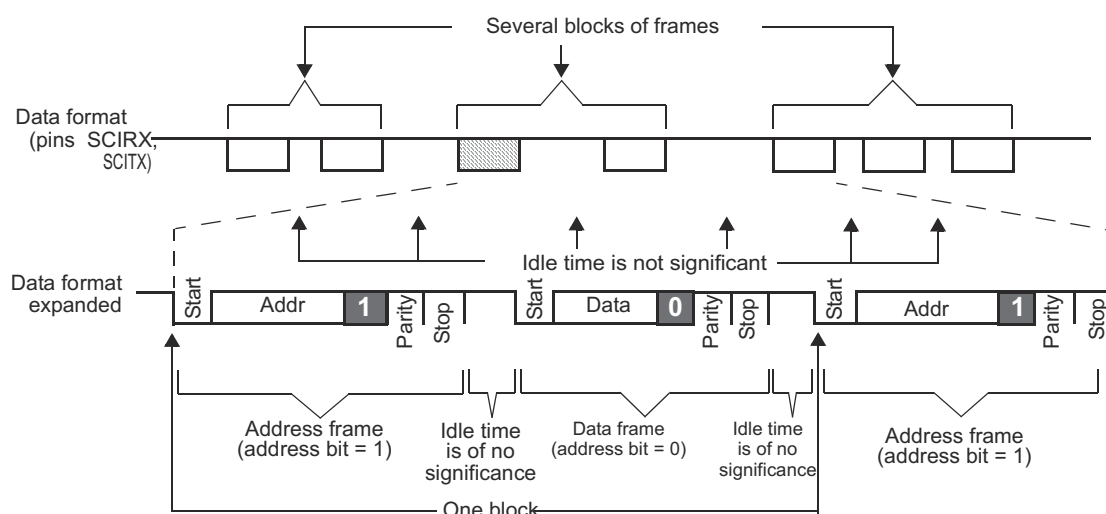 Several blocks of frames
Data format
(pins SCIRX,
SCITX)
Idle time is not significant
Data format
expanded
Start
Addr
1
Parity
Stop
Start
Data
0
Parity
Stop
Start
Addr
1
Parity
Stop
Address frame
(address bit = 1)
Idle time
is of no
significance
Data frame
(address bit = 0)
Idle time
is of no
significance
Address frame
(address bit = 1)
One block